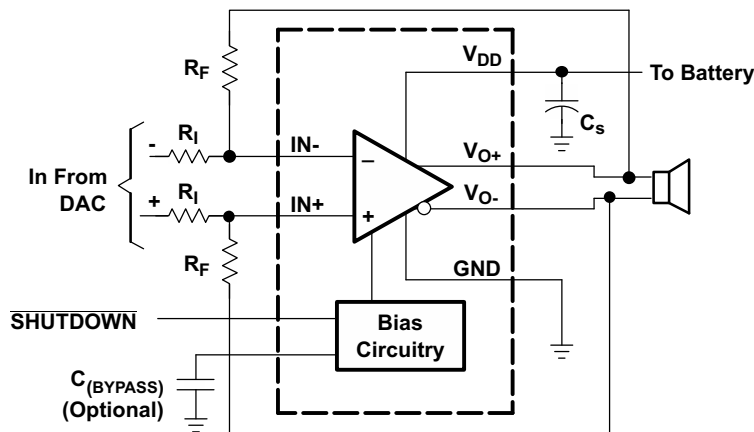 V_DD
To Battery
R_F
C_s
-
R_I
IN-
–
V_O+
In From
DAC
+
R_I
IN+
+
V_O-
R_F
GND
SHUTDOWN
Bias
Circuitry
C_(BYPASS)
(Optional)